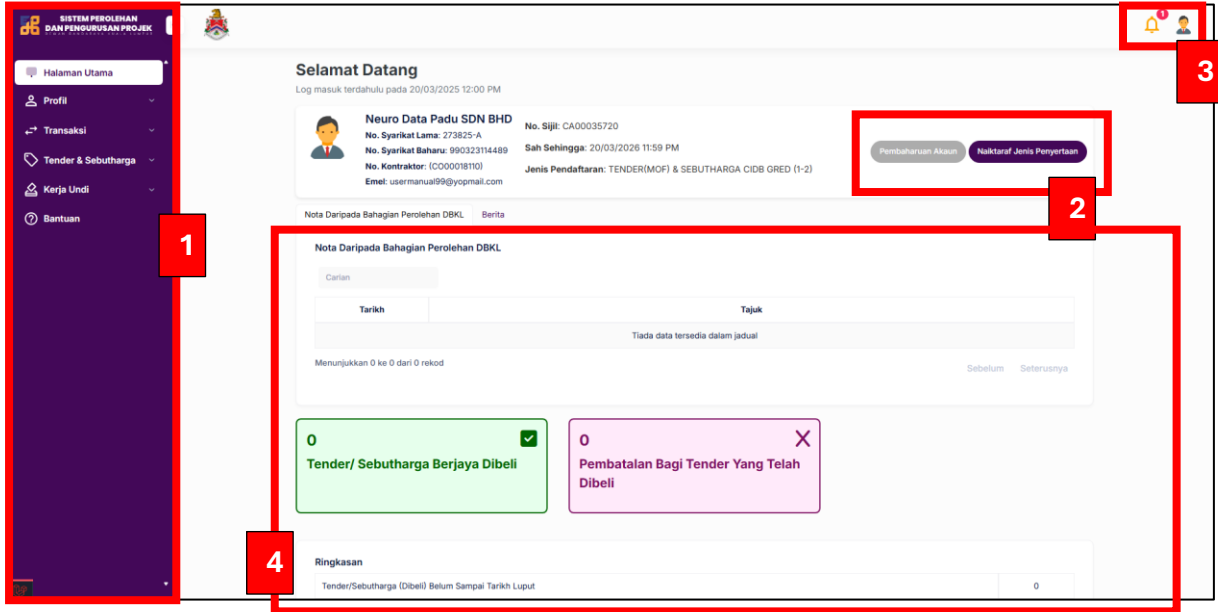 SISTEM PEROLEHAN
DAN PENGURUSAN PROJEK
1
Halaman Utama
Profil
Transaksi
Tender & Sebutharga
Kerja Undi
Bantuan
1
3
Selamat Datang
Log masuk terdahulu pada 20/03/2025 12:00 PM
Neuro Data Padu SDN BHD
No. Syarikat Lama: 273825-A
No. Syarikat Baharu: 990323114489
No. Kontraktor: (CO00018110)
Emel: usermanual99@yopmail.com
No. Sijil: CA00035720
Sah Sehingga: 20/03/2026 11:59 PM
Jenis Pendaftaran: TENDER(MOF) & SEBUTHARGA CIDB GRED (1-2)
Pembaharuan Akaun
Naiktaraf Jenis Penyertaan
2
Nota Daripada Bahagian Perolehan DBKL
Berita
Nota Daripada Bahagian Perolehan DBKL
Carian
Tarikh
Tajuk
Tiada data tersedia dalam jadual
Menunjukkan 0 ke 0 dari 0 rekod
Sebelum
Seterusnya
0
Tender/ Sebutharga Berjaya Dibeli
0
Pembatalan Bagi Tender Yang Telah
Dibeli
4
Ringkasan
Tender/Sebutharga (Dibeli) Belum Sampai Tarikh Luput
0